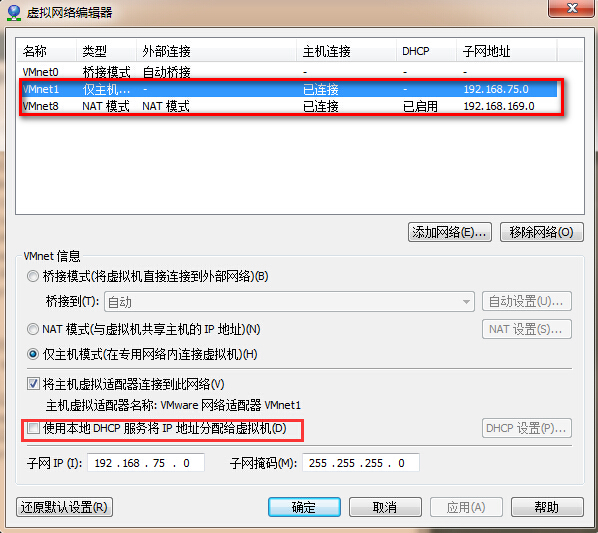 虚拟网络编辑器
名称 类型 外部连接 主机连接 DHCP 子网地址
VMnet0 桥接模式 自动桥接 - - -
VMnet1 仅主机... - 已连接 - 192.168.75.0
VMnet8 NAT 模式 NAT 模式 已连接 已启用 192.168.169.0
添加网络(E)... 移除网络(O)
VMnet 信息
桥接模式(将虚拟机直接连接到外部网络)(B)
桥接到(T): 自动 自动设置(U)...
NAT 模式(与虚拟机共享主机的 IP 地址)(N) NAT 设置(S)...
仅主机模式(在专用网络内连接虚拟机)(H)
将主机虚拟适配器连接到此网络(V)
主机虚拟适配器名称: VMware 网络适配器 VMnet1
使用本地 DHCP 服务将 IP 地址分配给虚拟机(D) DHCP 设置(P)...
子网 IP (I): 192 .168 . 75 . 0 子网掩码(M): 255 .255 .255 . 0
还原默认设置(R) 确定 取消 应用(A) 帮助